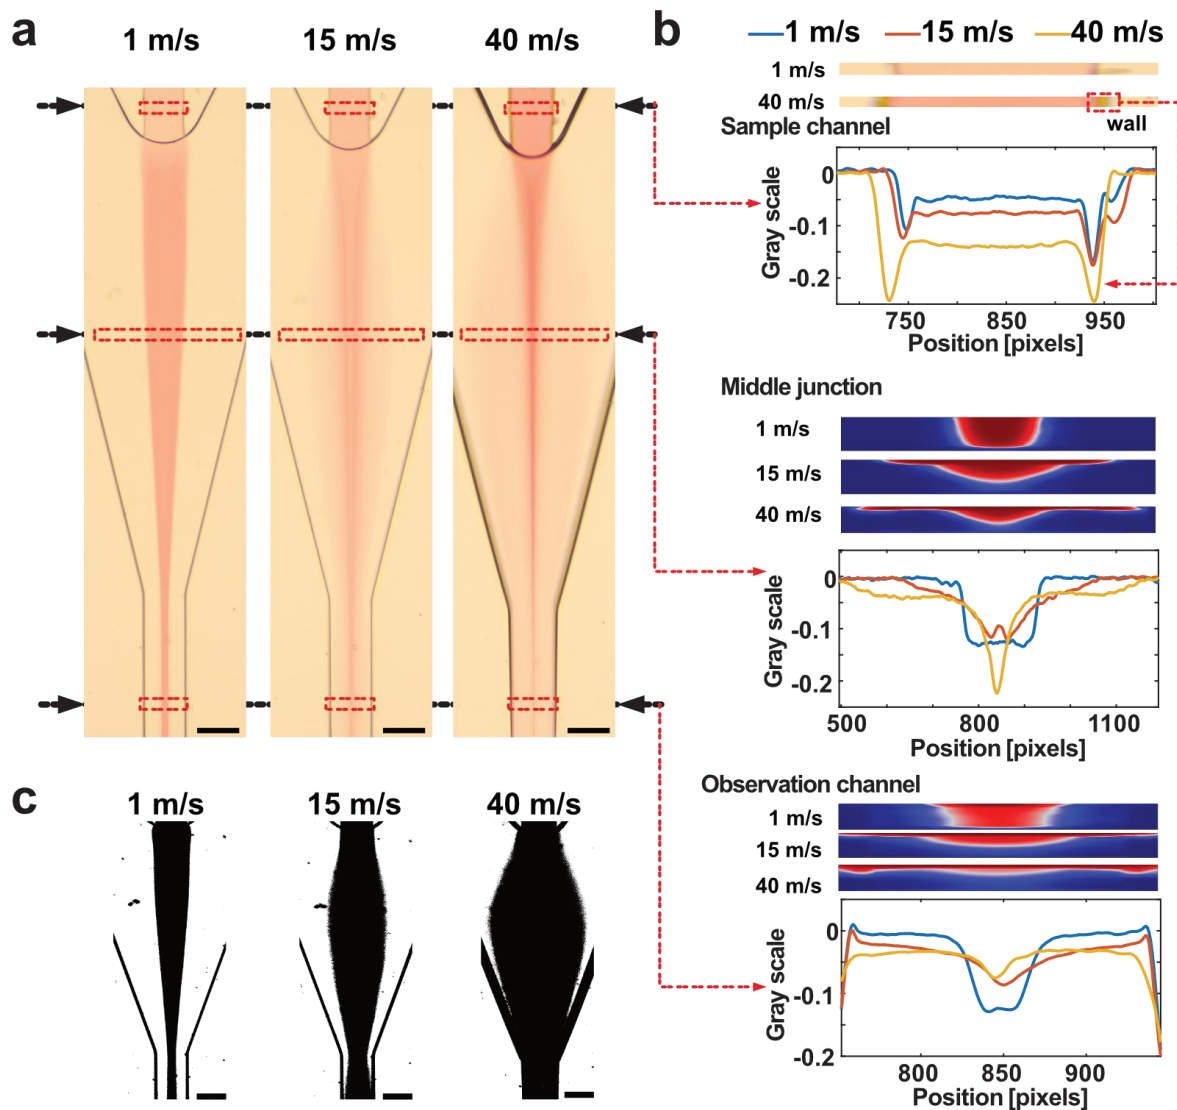 a
1 m/s 15 m/s 40 m/s
b
1 m/s 15 m/s 40 m/s
1 m/s
40 m/s
wall
Sample channel
0
-0.1
-0.2
Gray scale
750 850 950
Position [pixels]
Middle junction
1 m/s
15 m/s
40 m/s
0
-0.1
-0.2
Gray scale
500 800 1100
Position [pixels]
Observation channel
1 m/s
15 m/s
40 m/s
0
-0.1
-0.2
Gray scale
800 850 900
Position [pixels]
c
1 m/s 15 m/s 40 m/s